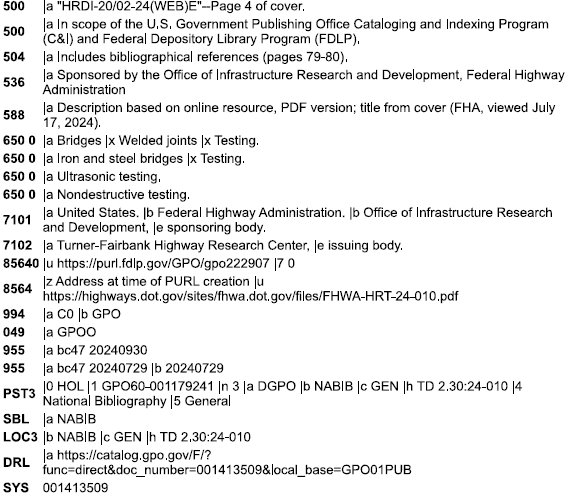 500 |a "HRDI-20/02-24(WEB)E"--Page 4 of cover.
500 |a In scope of the U.S. Government Publishing Office Cataloging and Indexing Program
(C&I) and Federal Depository Library Program (FDLP).
504 |a Includes bibliographical references (pages 79-80).
536 |a Sponsored by the Office of Infrastructure Research and Development, Federal Highway
Administration
588 |a Description based on online resource, PDF version; title from cover (FHA, viewed July
17, 2024).
650 0 |a Bridges |x Welded joints |x Testing.
650 0 |a Iron and steel bridges |x Testing.
650 0 |a Ultrasonic testing.
650 0 |a Nondestructive testing.
7101 |a United States. |b Federal Highway Administration. |b Office of Infrastructure Research
and Development, |e sponsoring body.
7102 |a Turner-Fairbank Highway Research Center, |e issuing body.
85640 |u https://purl.fdlp.gov/GPO/gpo222907 |7 0
8564 |z Address at time of PURL creation |u
https://highways.dot.gov/sites/fhwa.dot.gov/files/FHWA-HRT-24-010.pdf
994 |a C0 |b GPO
049 |a GPOO
955 |a bc47 20240930
955 |a bc47 20240729 |b 20240729
PST3 |0 HOL |1 GPO60-001179241 |n 3 |a DGPO |b NABIB |c GEN |h TD 2.30:24-010 |4
National Bibliography |5 General
SBL |a NABIB
LOC3 |b NABIB |c GEN |h TD 2.30:24-010
DRL |a https://catalog.gpo.gov/F/?
func=direct&doc_number=001413509&local_base=GPO01PUB
SYS 001413509